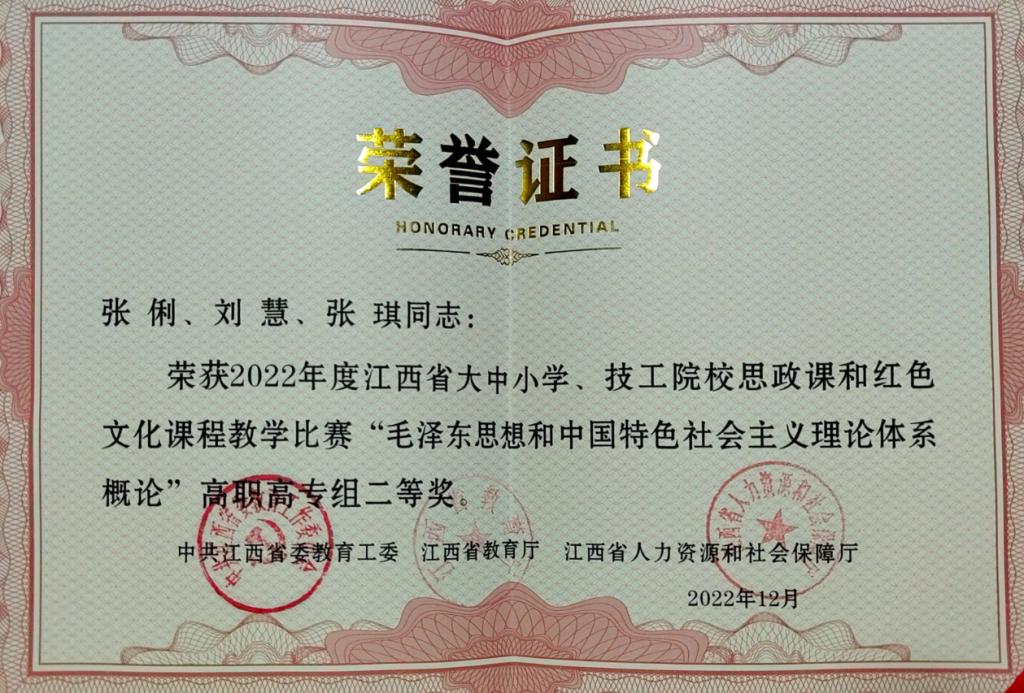 荣誉证书
HONORARY CREDENTIAL
张 俐、刘 慧、张 琪同志：
荣获2022年度江西省大中小学、技工院校思政课和红色
文化课程教学比赛“毛泽东思想和中国特色社会主义理论体系
概论”高职高专组二等奖。
中共江西省委教育工委 江西省教育厅 江西省人力资源和社会保障厅
2022年12月